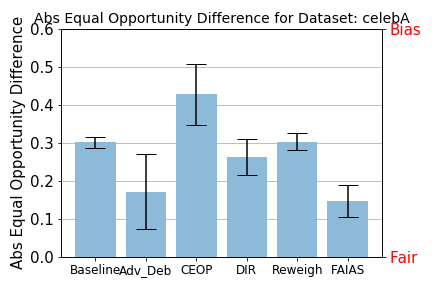 Abs Equal Opportunity Difference for Dataset: celebA
Abs Equal Opportunity Difference
0.6
0.5
0.4
0.3
0.2
0.1
0.0
Bias
Fair
Baseline Adv_Deb CEOP DIR Reweigh FAIAS